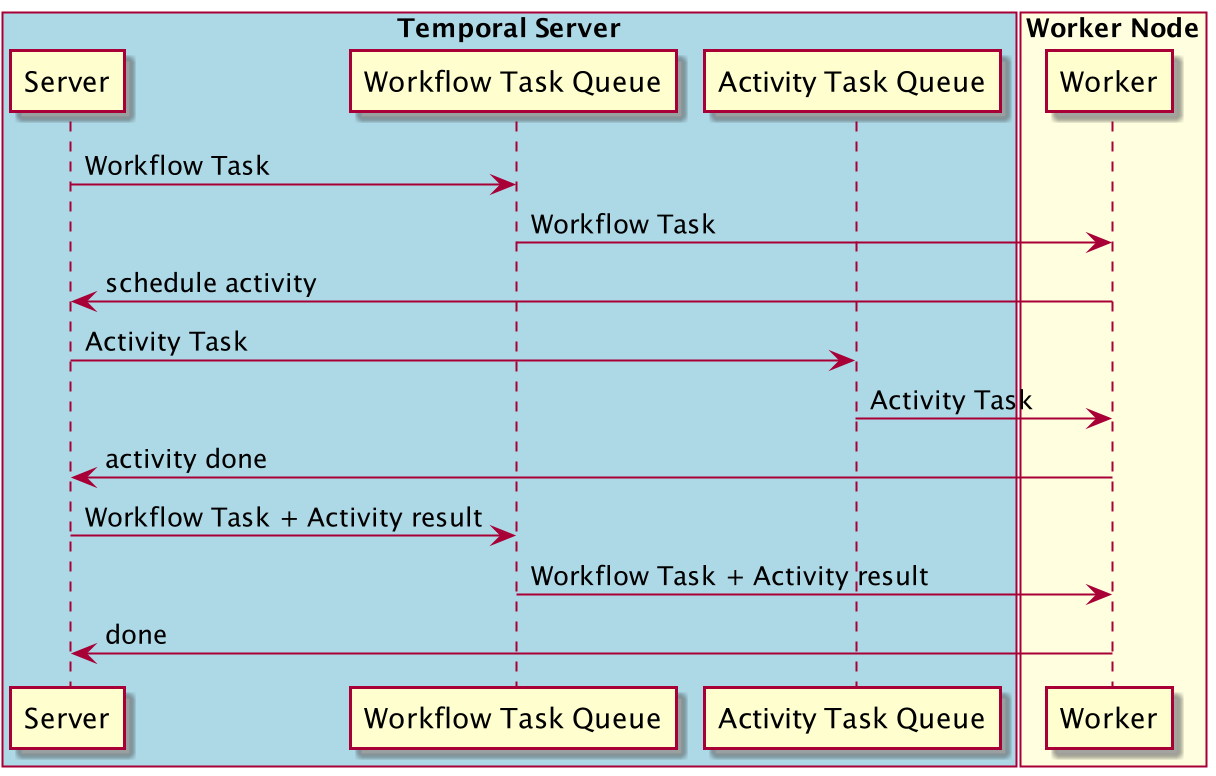 Temporal Server
Worker Node
Server
Workflow Task Queue
Activity Task Queue
Worker
Workflow Task
Workflow Task
schedule activity
Activity Task
Activity Task
activity done
Workflow Task + Activity result
Workflow Task + Activity result
done
Server
Workflow Task Queue
Activity Task Queue
Worker